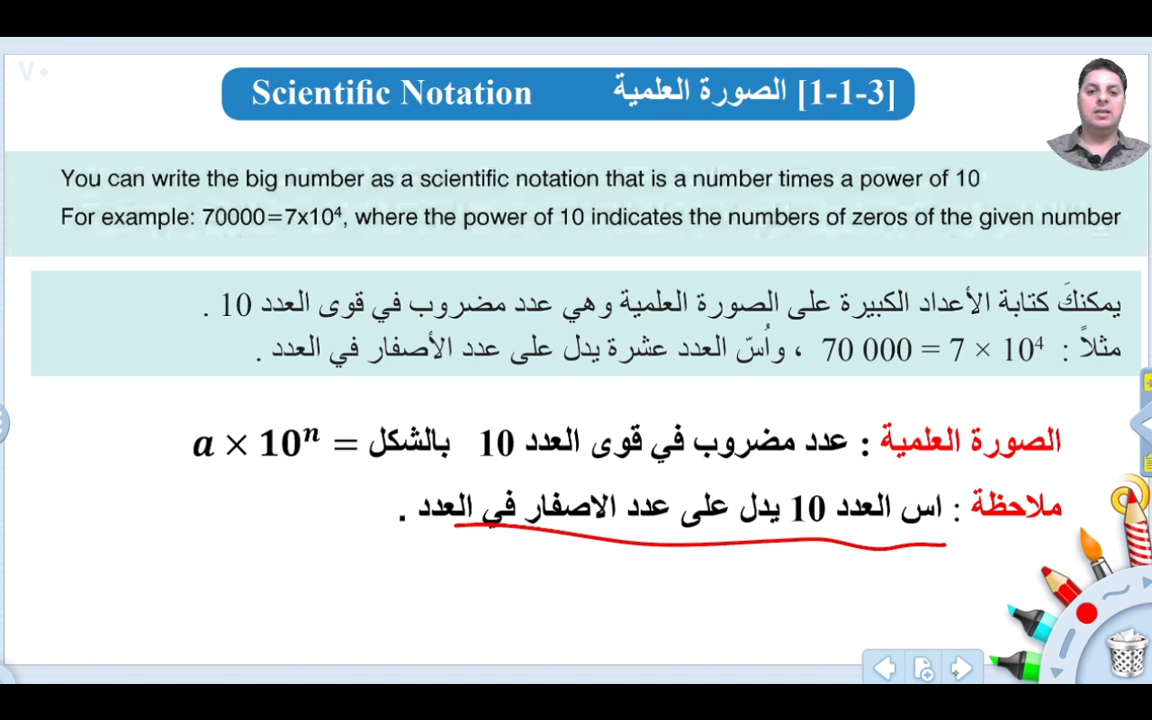 ٧٠
Scientific Notation [1-1-3] الصورة العلمية
You can write the big number as a scientific notation that is a number times a power of 10
For example: 70000=7x10⁴, where the power of 10 indicates the numbers of zeros of the given number
يمكنكَ كتابة الأعداد الكبيرة على الصورة العلمية وهي عدد مضروب في قوى العدد 10 .
مثلاً : 70 000 = 7 × 10⁴ ، واُسّ العدد عشرة يدل على عدد الأصفار في العدد .
الصورة العلمية : عدد مضروب في قوى العدد 10 بالشكل = a × 10ⁿ
ملاحظة : اس العدد 10 يدل على عدد الاصفار في العدد .